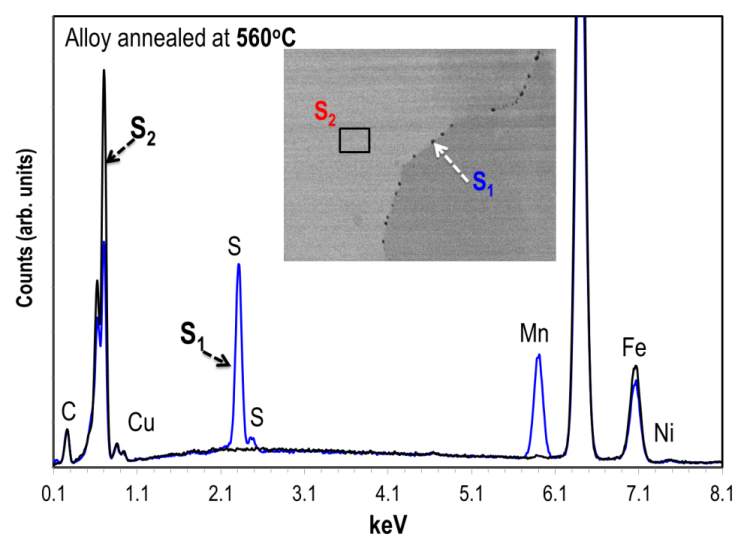 Alloy annealed at 560ºC
S₂
S₂
S₁
S
S₁
Mn
S
Fe
C
Cu
Ni
Counts (arb. units)
0.1 1.1 2.1 3.1 4.1 5.1 6.1 7.1 8.1
keV